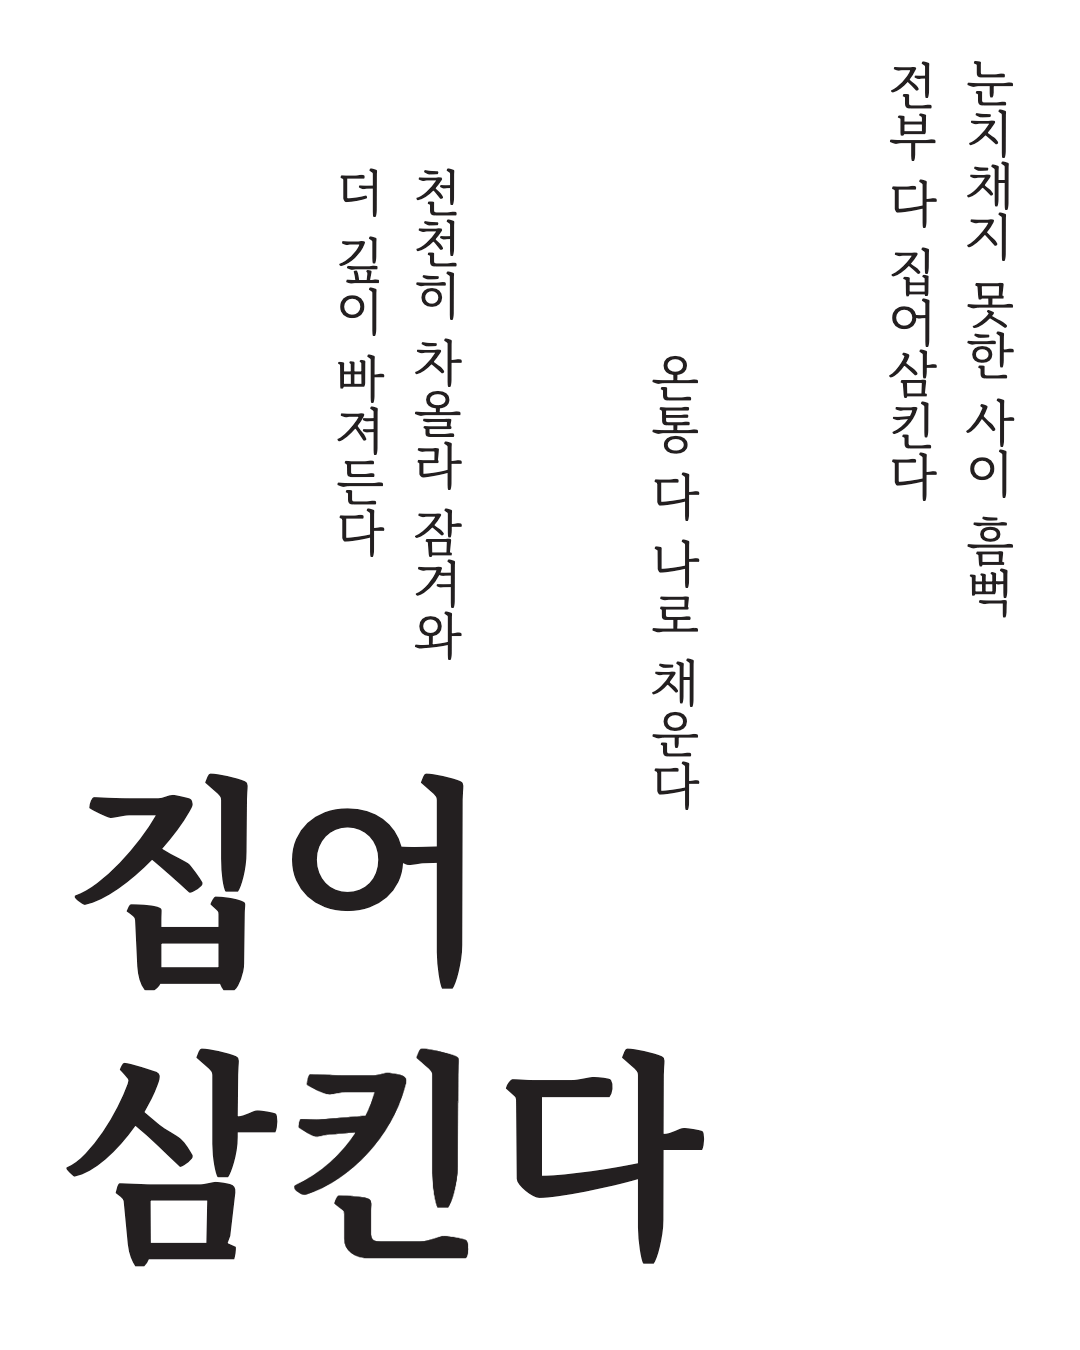 눈치채지 못한 사이 흠뻑
전부 다 집어삼킨다
온통 다 나로 채운다
천천히 차올라 잠겨와
더 깊이 빠져든다
집어
삼킨다